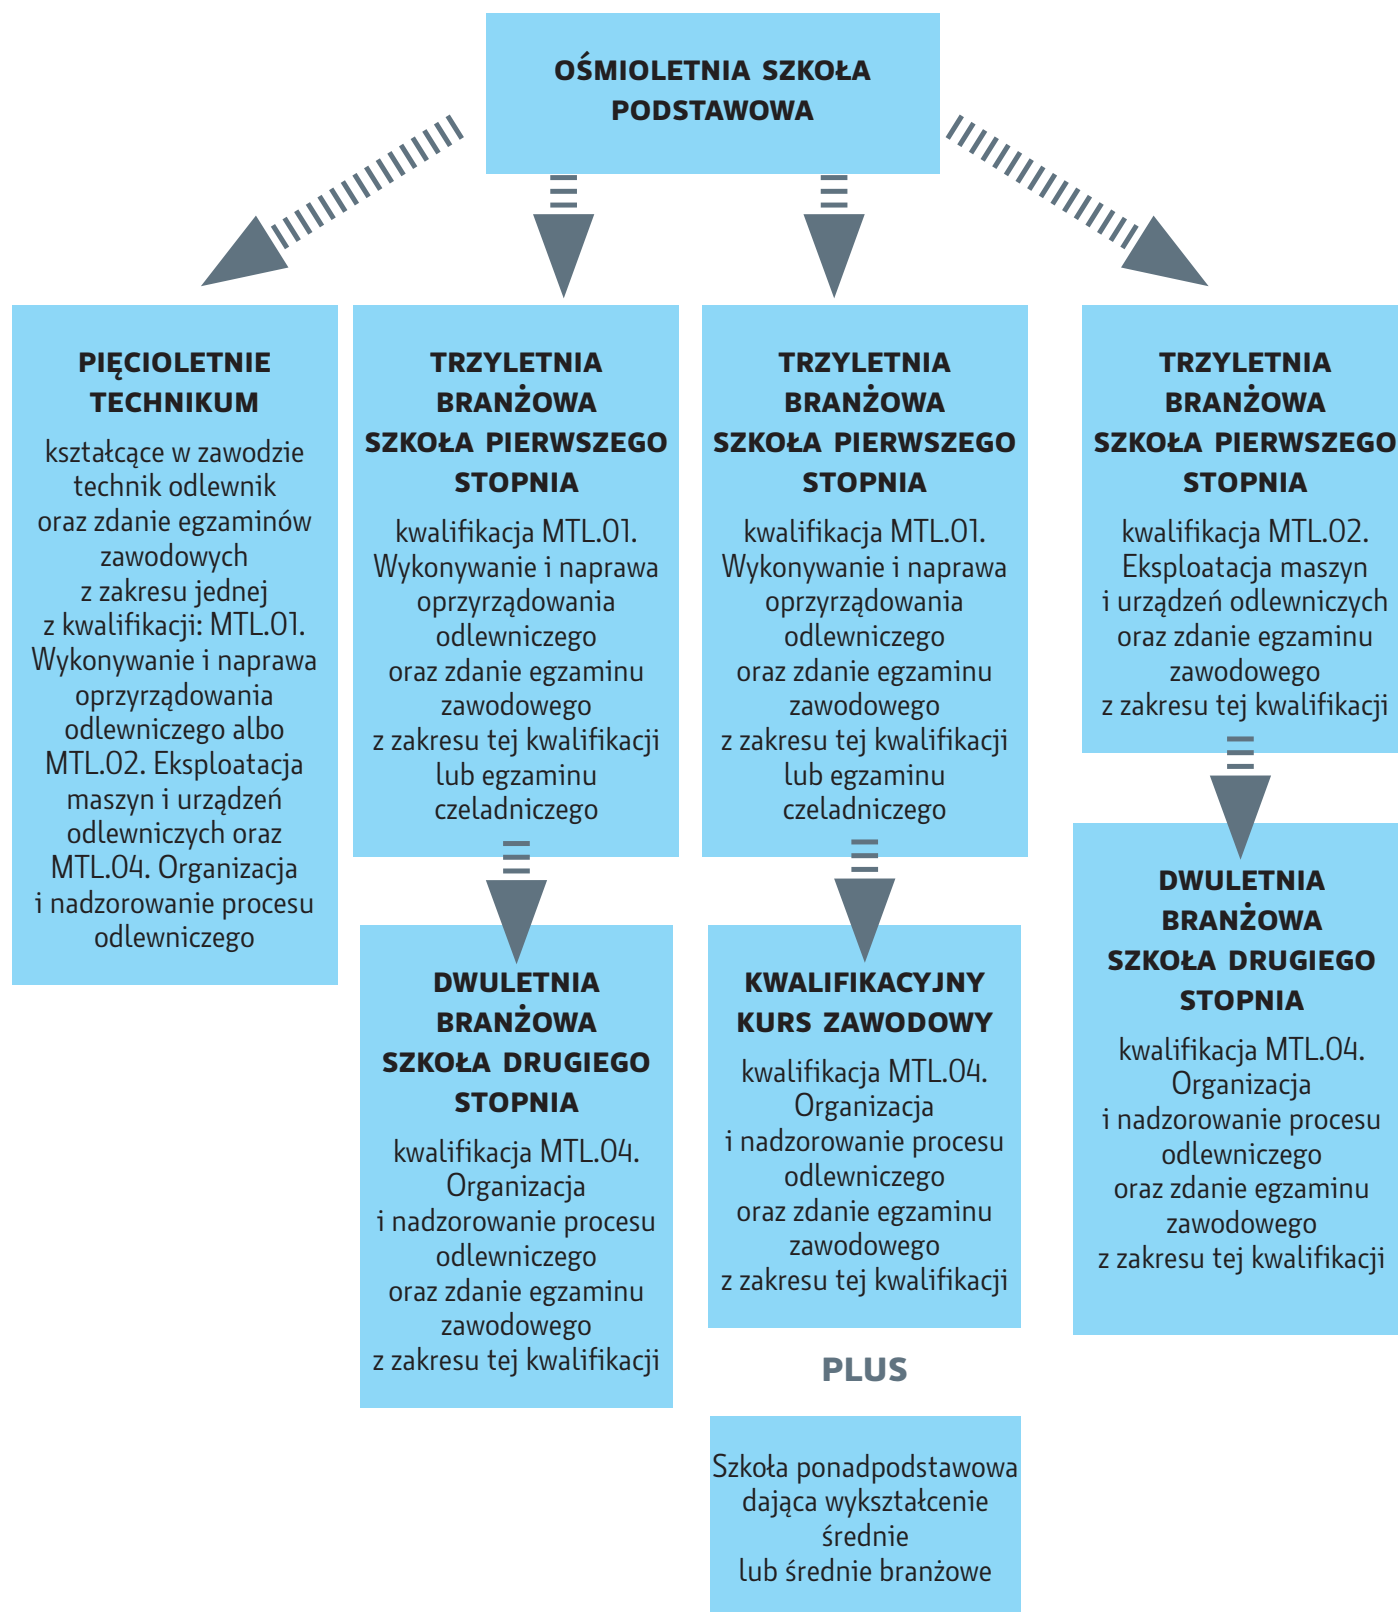 OŚMIOLETNIA SZKOŁA
PODSTAWOWA
PIĘCIOLETNIE
TECHNIKUM
kształcące w zawodzie
technik odlewnik
oraz zdanie egzaminów
zawodowych
z zakresu jednej
z kwalifikacji: MTL.01.
Wykonywanie i naprawa
oprzyrządowania
odlewniczego albo
MTL.02. Eksploatacja
maszyn i urządzeń
odlewniczych oraz
MTL.04. Organizacja
i nadzorowanie procesu
odlewniczego
TRZYLETNIA
BRANŻOWA
SZKOŁA PIERWSZEGO
STOPNIA
kwalifikacja MTL.01.
Wykonywanie i naprawa
oprzyrządowania
odlewniczego
oraz zdanie egzaminu
zawodowego
z zakresu tej kwalifikacji
lub egzaminu
czeladniczego
DWULETNIA
BRANŻOWA
SZKOŁA DRUGIEGO
STOPNIA
kwalifikacja MTL.04.
Organizacja
i nadzorowanie procesu
odlewniczego
oraz zdanie egzaminu
zawodowego
z zakresu tej kwalifikacji
TRZYLETNIA
BRANŻOWA
SZKOŁA PIERWSZEGO
STOPNIA
kwalifikacja MTL.01.
Wykonywanie i naprawa
oprzyrządowania
odlewniczego
oraz zdanie egzaminu
zawodowego
z zakresu tej kwalifikacji
lub egzaminu
czeladniczego
KWALIFIKACYJNY
KURS ZAWODOWY
kwalifikacja MTL.04.
Organizacja
i nadzorowanie procesu
odlewniczego
oraz zdanie egzaminu
zawodowego
z zakresu tej kwalifikacji
PLUS
Szkoła ponadpodstawowa
dająca wykształcenie
średnie
lub średnie branżowe
TRZYLETNIA
BRANŻOWA
SZKOŁA PIERWSZEGO
STOPNIA
kwalifikacja MTL.02.
Eksploatacja maszyn
i urządzeń odlewniczych
oraz zdanie egzaminu
zawodowego
z zakresu tej kwalifikacji
DWULETNIA
BRANŻOWA
SZKOŁA DRUGIEGO
STOPNIA
kwalifikacja MTL.04.
Organizacja
i nadzorowanie procesu
odlewniczego
oraz zdanie egzaminu
zawodowego
z zakresu tej kwalifikacji